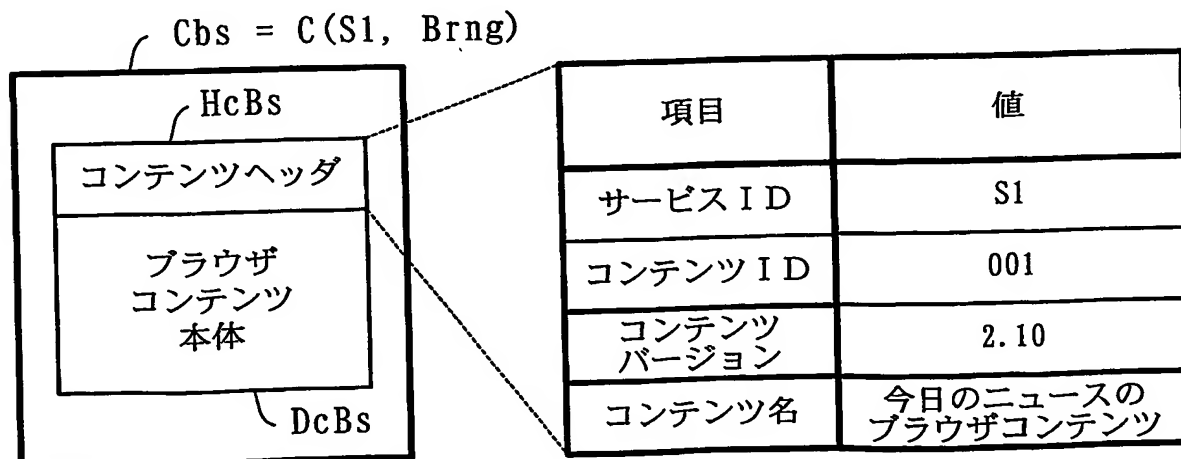 Cbs = C(S1, Brng)
HcBs
コンテンツヘッダ
ブラウザ
コンテンツ
本体
DcBs
項目 値
サービスID S1
コンテンツID 001
コンテンツ
バージョン
2.10
コンテンツ名
今日のニュースの
ブラウザコンテンツ